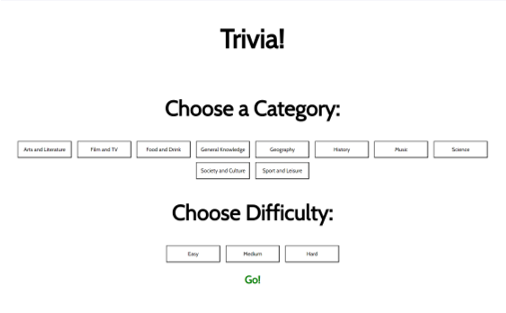 Trivia!
Choose a Category:
Arts and Literature Film and TV Food and Drink General Knowledge Geography History Music Science
Society and Culture Sport and Leisure
Choose Difficulty:
Easy Medium Hard
Go!